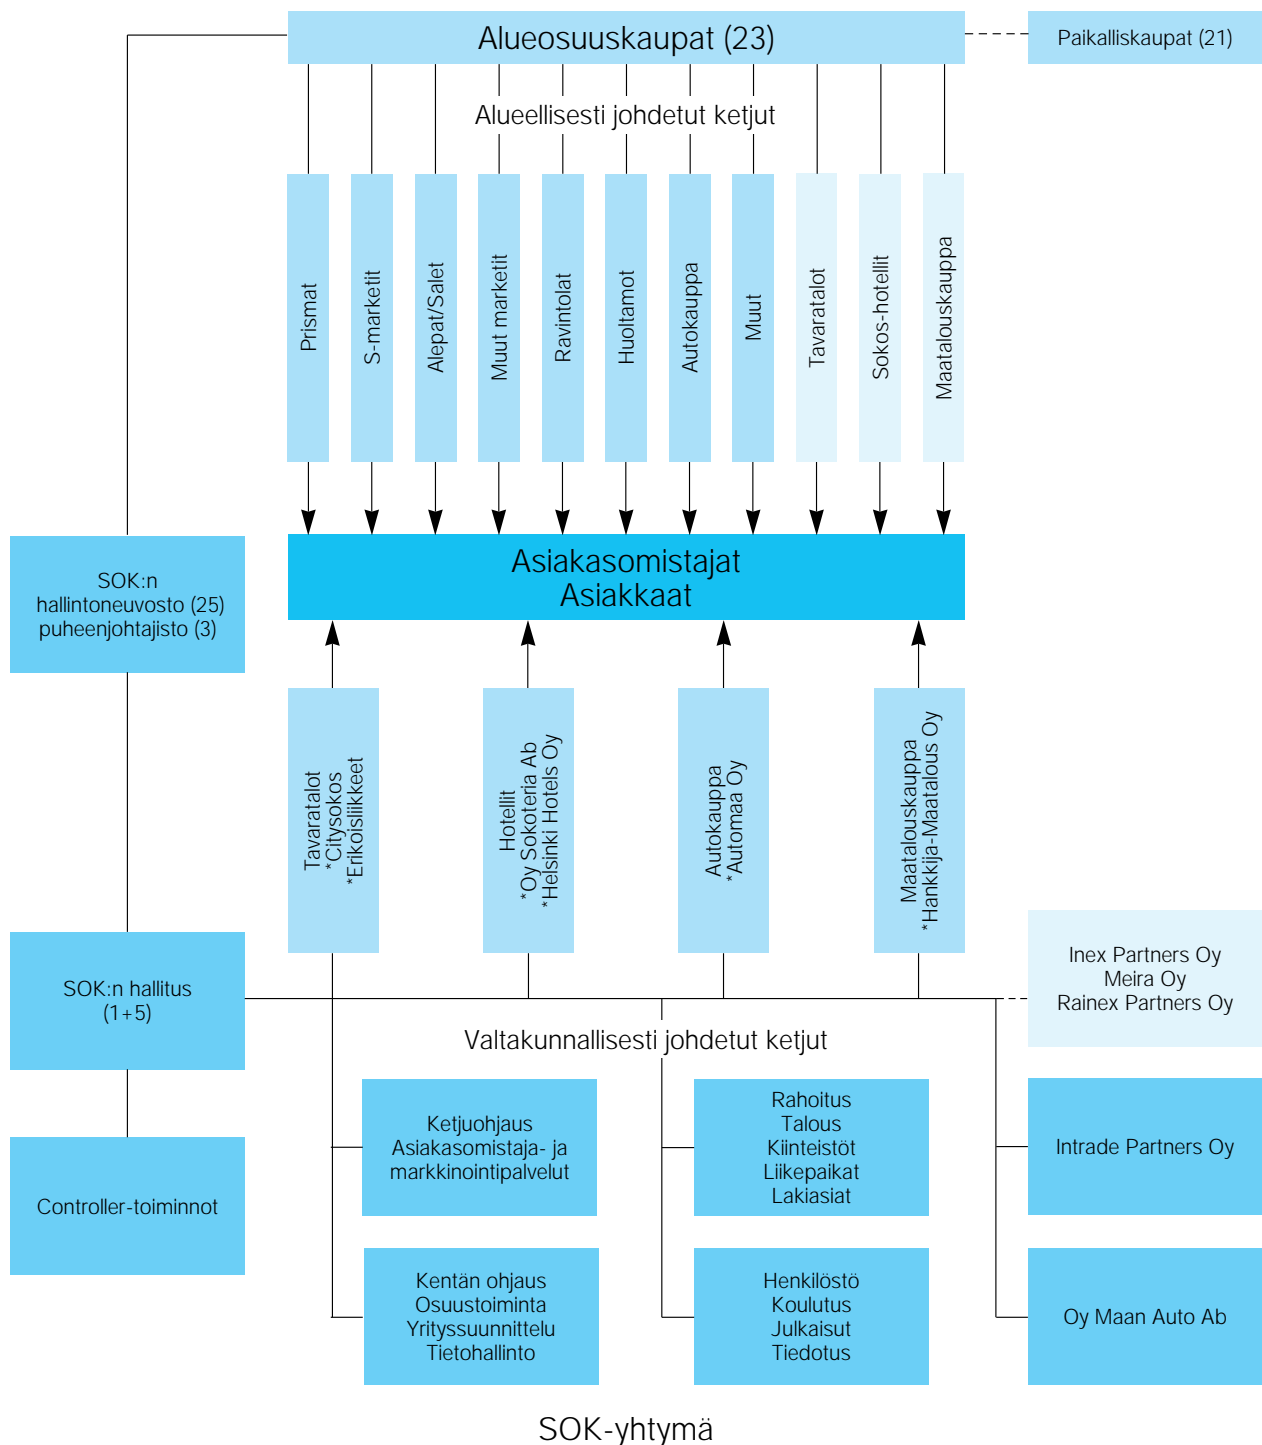 Alueosuuskaupat (23)
Paikalliskaupat (21)
Alueellisesti johdetut ketjut
Prismat
S-marketit
Alepat/Salet
Muut marketit
Ravintolat
Huoltamot
Autokauppa
Muut
Tavaratalot
Sokos-hotellit
Maatalouskauppa
SOK:n
hallintoneuvosto (25)
puheenjohtajisto (3)
Asiakasomistajat
Asiakkaat
Tavaratalot
*Citysokos
*Erikoisliikkeet
Hotellit
*Oy Sokoteria Ab
*Helsinki Hotels Oy
Autokauppa
*Automaa Oy
Maatalouskauppa
*Hankkija-Maatalous Oy
SOK:n hallitus
(1+5)
Inex Partners Oy
Meira Oy
Rainex Partners Oy
Valtakunnallisesti johdetut ketjut
Controller-toiminnot
Ketjuohjaus
Asiakasomistaja- ja
markkinointipalvelut
Rahoitus
Talous
Kiinteistöt
Liikepaikat
Lakiasiat
Intrade Partners Oy
Kentän ohjaus
Osuustoiminta
Yrityssuunnittelu
Tietohallinto
Henkilöstö
Koulutus
Julkaisut
Tiedotus
Oy Maan Auto Ab
SOK-yhtymä